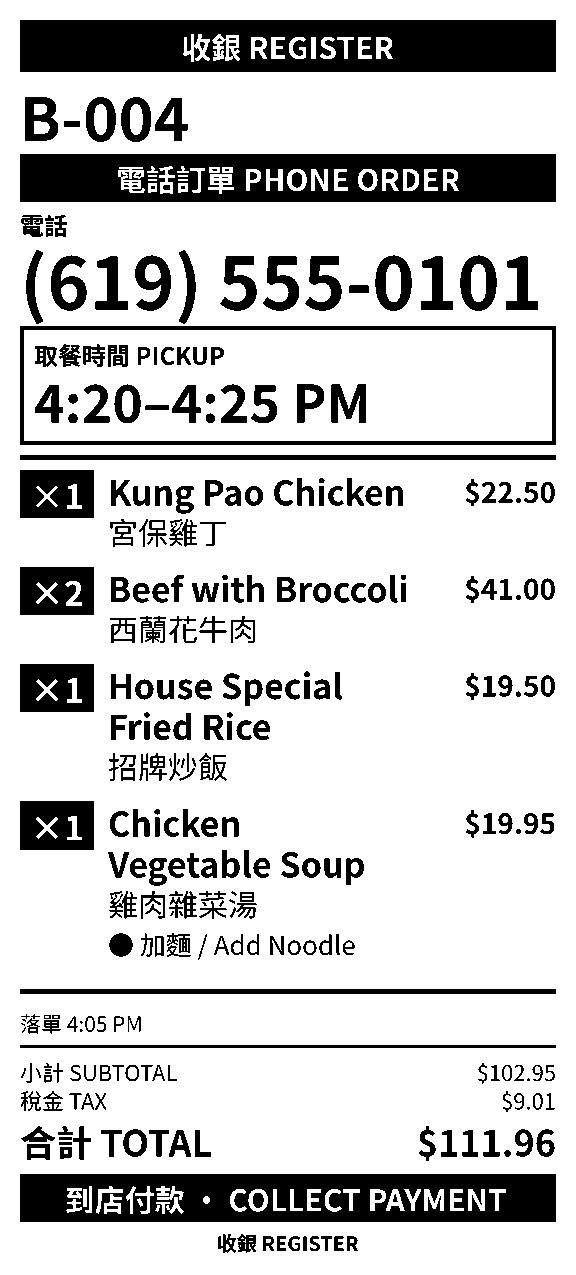 收銀 REGISTER
B-004
電話訂單 PHONE ORDER
電話
(619) 555-0101
取餐時間 PICKUP
4:20–4:25 PM
×1 Kung Pao Chicken $22.50
宮保雞丁
×2 Beef with Broccoli $41.00
西蘭花牛肉
×1 House Special $19.50
Fried Rice
招牌炒飯
×1 Chicken $19.95
Vegetable Soup
雞肉雜菜湯
● 加麵 / Add Noodle
落單 4:05 PM
小計 SUBTOTAL $102.95
稅金 TAX $9.01
合計 TOTAL $111.96
到店付款 · COLLECT PAYMENT
收銀 REGISTER